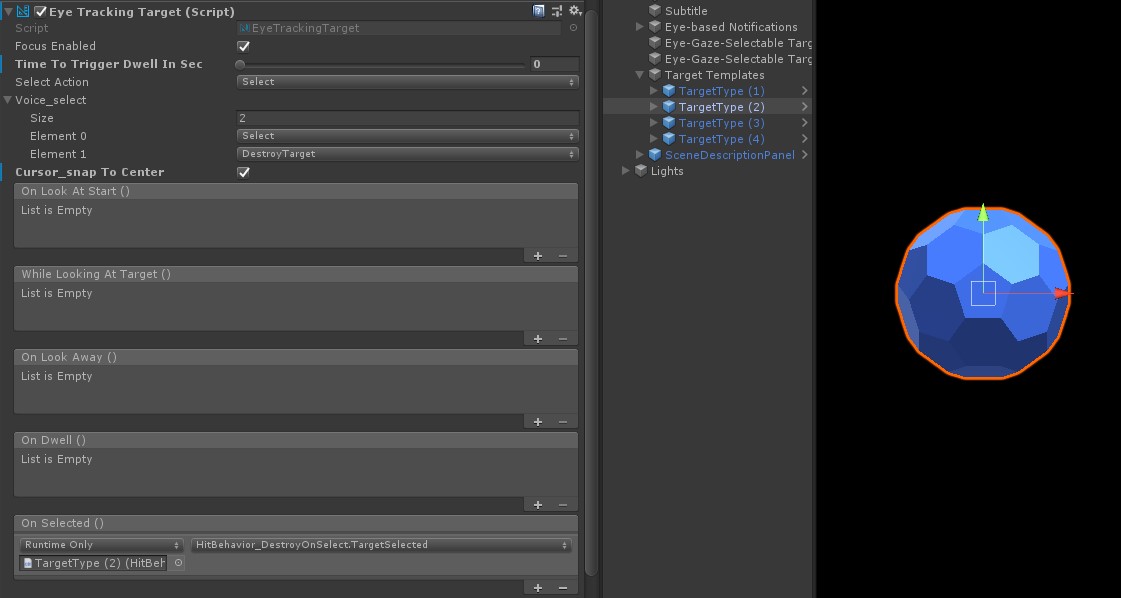 Eye Tracking Target (Script)
Script EyeTrackingTarget
Focus Enabled
Time To Trigger Dwell In Sec 0
Select Action Select
Voice_select
Size 2
Element 0 Select
Element 1 DestroyTarget
Cursor_snap To Center
On Look At Start ()
List is Empty
+ −
While Looking At Target ()
List is Empty
+ −
On Look Away ()
List is Empty
+ −
On Dwell ()
List is Empty
+ −
On Selected ()
Runtime Only HitBehavior_DestroyOnSelect.TargetSelected
TargetType (2) (HitBeh
+ −
Subtitle
Eye-based Notifications
Eye-Gaze-Selectable Targ
Eye-Gaze-Selectable Targ
Target Templates
TargetType (1)
TargetType (2)
TargetType (3)
TargetType (4)
SceneDescriptionPanel
Lights